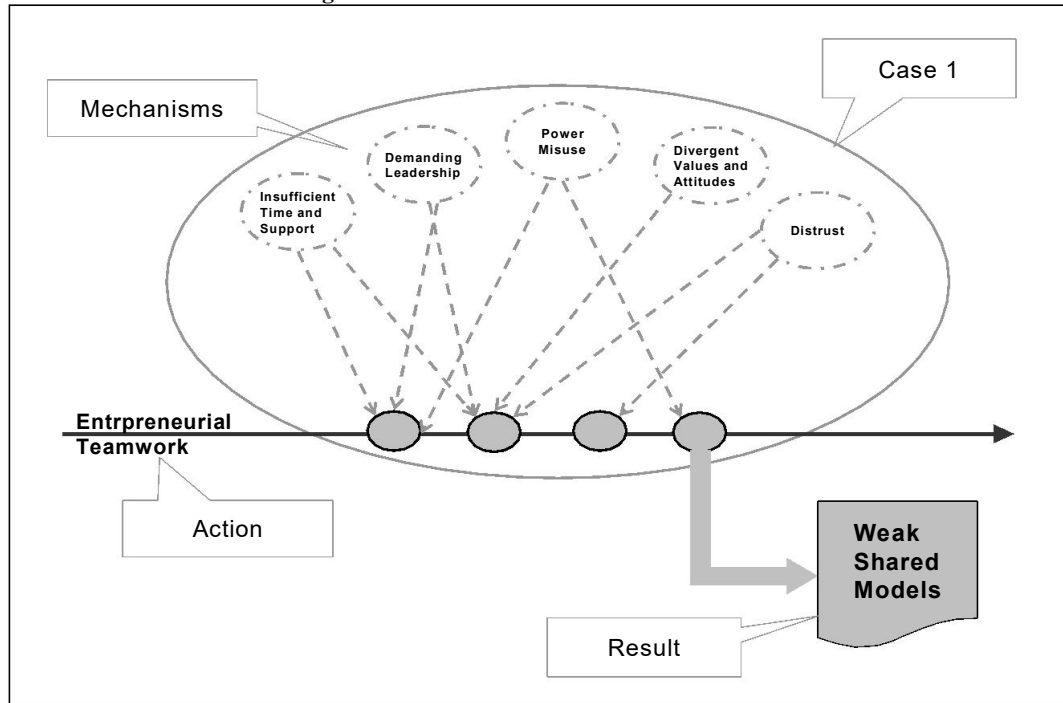 Mechanisms
Case 1
Power
Misuse
Demanding
Leadership
Divergent
Values and
Attitudes
Insufficient
Time and
Support
Distrust
Entrpreneurial
Teamwork
Action
Weak
Shared
Models
Result